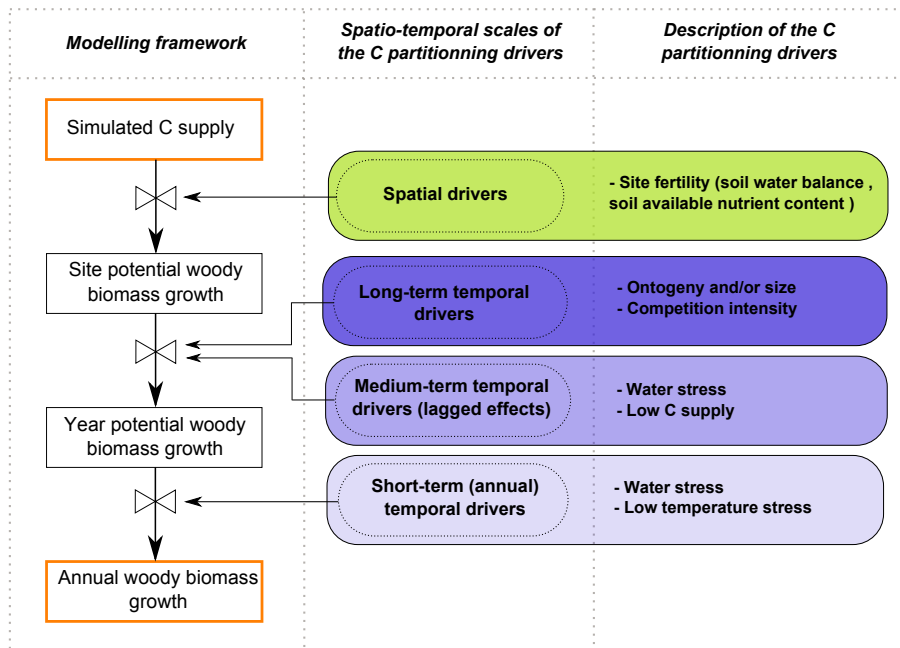 Modelling framework
Spatio-temporal scales of
the C partitionning drivers
Description of the C
partitionning drivers
Simulated C supply
Spatial drivers
- Site fertility (soil water balance ,
soil available nutrient content )
Site potential woody
biomass growth
Long-term temporal
drivers
- Ontogeny and/or size
- Competition intensity
Medium-term temporal
drivers (lagged effects)
- Water stress
- Low C supply
Year potential woody
biomass growth
Short-term (annual)
temporal drivers
- Water stress
- Low temperature stress
Annual woody biomass
growth